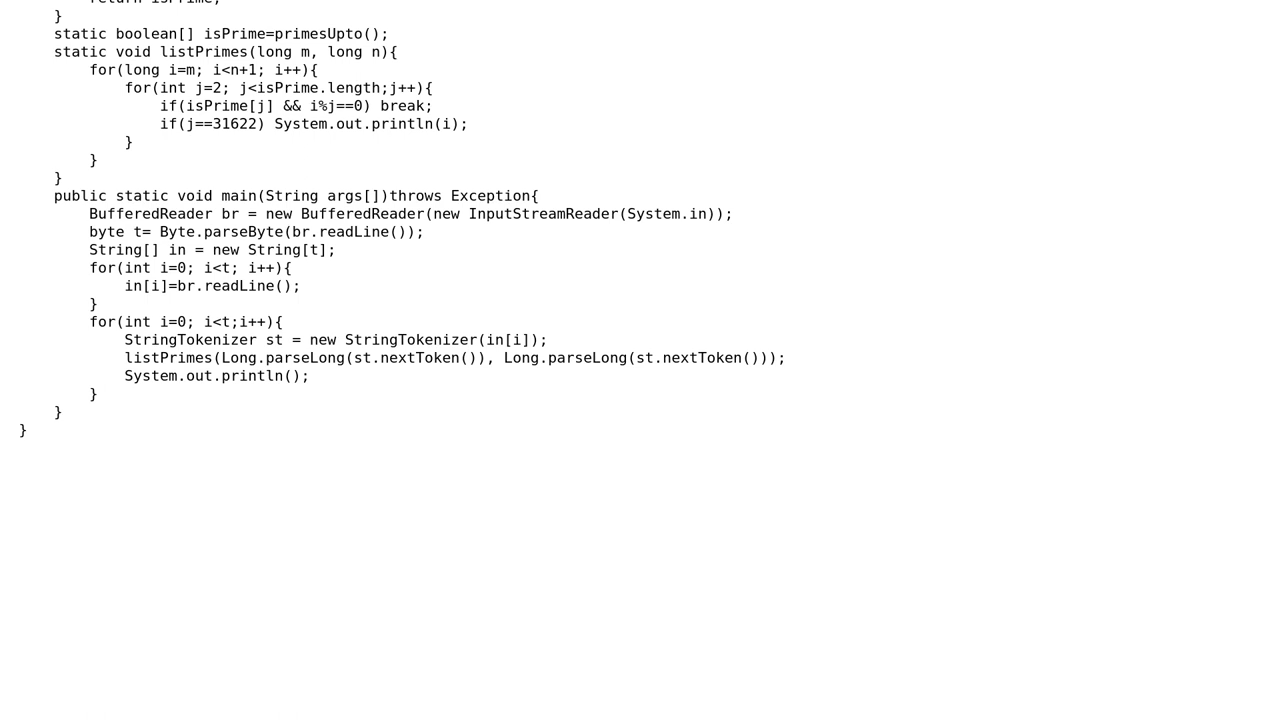 return isPrime;
    }
    static boolean[] isPrime=primesUpto();
    static void listPrimes(long m, long n){
        for(long i=m; i<n+1; i++){
            for(int j=2; j<isPrime.length;j++){
                if(isPrime[j] && i%j==0) break;
                if(j==31622) System.out.println(i);
            }
        }
    }
    public static void main(String args[])throws Exception{
        BufferedReader br = new BufferedReader(new InputStreamReader(System.in));
        byte t= Byte.parseByte(br.readLine());
        String[] in = new String[t];
        for(int i=0; i<t; i++){
            in[i]=br.readLine();
        }
        for(int i=0; i<t;i++){
            StringTokenizer st = new StringTokenizer(in[i]);
            listPrimes(Long.parseLong(st.nextToken()), Long.parseLong(st.nextToken()));
            System.out.println();
        }
    }
}